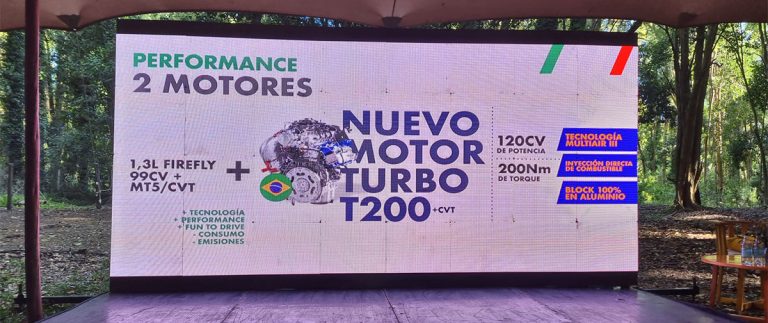 PERFORMANCE
2 MOTORES
1,3L FIREFLY
99CV +
MT5/CVT
+
+ TECNOLOGÍA
+ PERFORMANCE
+ FUN TO DRIVE
- CONSUMO
- EMISIONES
NUEVO
MOTOR
TURBO
T200 +CVT
120CV
DE POTENCIA
200Nm
DE TORQUE
TECNOLOGÍA
MULTIAIR III
INYECCIÓN DIRECTA
DE COMBUSTIBLE
BLOCK 100%
EN ALUMINIO